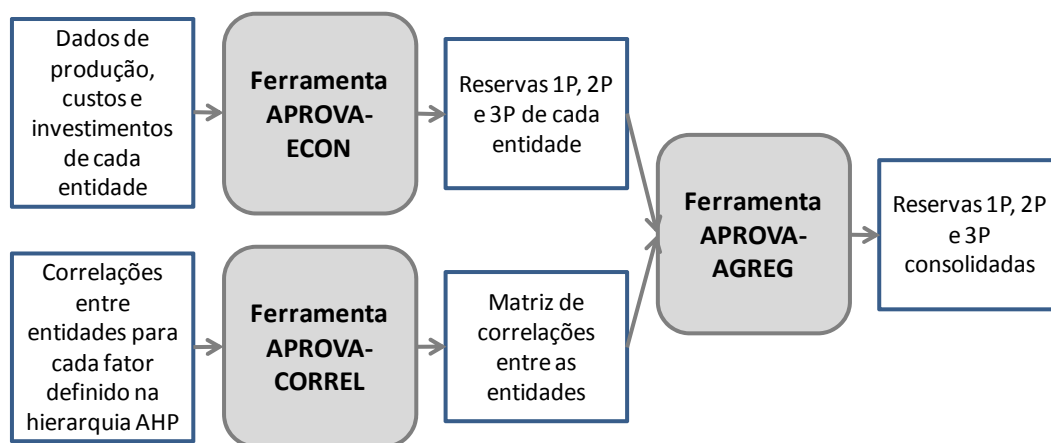 Dados de
produção,
custos e
investimentos
de cada
entidade
Ferramenta
APROVA-
ECON
Reservas 1P, 2P
e 3P de cada
entidade
Correlações
entre
entidades para
cada fator
definido na
hierarquia AHP
Ferramenta
APROVA-
CORREL
Matriz de
correlações
entre as
entidades
Ferramenta
APROVA-
AGREG
Reservas 1P, 2P
e 3P
consolidadas